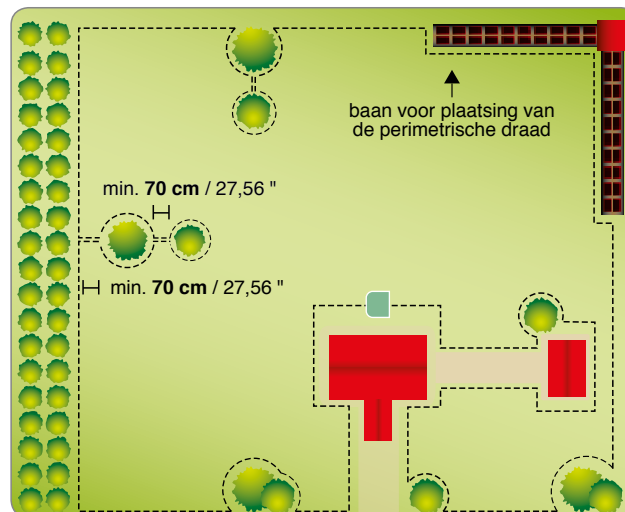 baan voor plaatsing van
de perimetrische draad
min. 70 cm / 27,56 "
min. 70 cm / 27,56 "